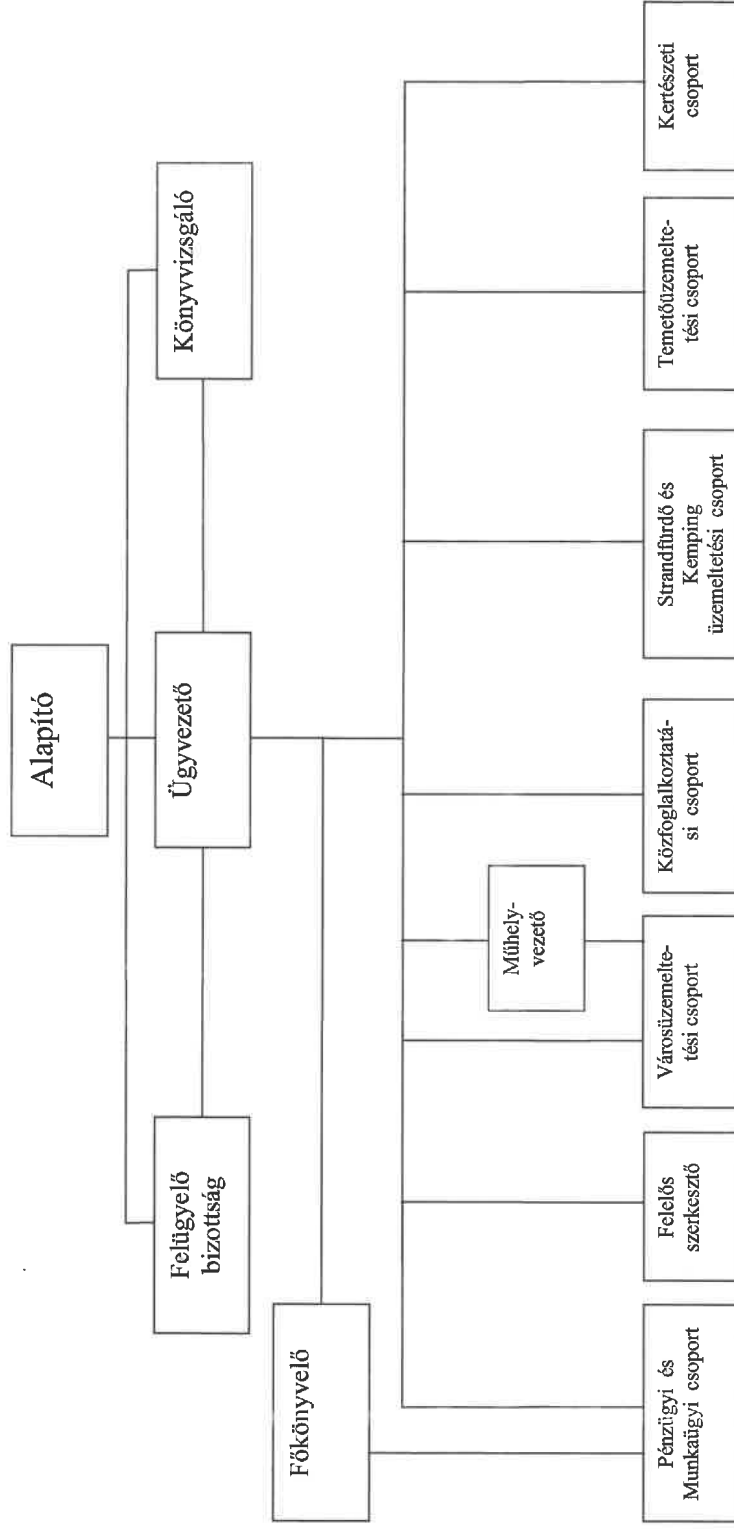 Alapító
Felügyelő
bizottság
Ügyvezető
Könyvvizsgáló
Főkönyvelő
Műhely-
vezető
Pénzügyi és
Munkaügyi csoport
Felelős
szerkesztő
Városüzemelte-
tési csoport
Közfoglalkoztatá-
si csoport
Strandfürdő és
Kemping
üzemeltetési csoport
Temetőüzemelte-
tési csoport
Kertészeti
csoport